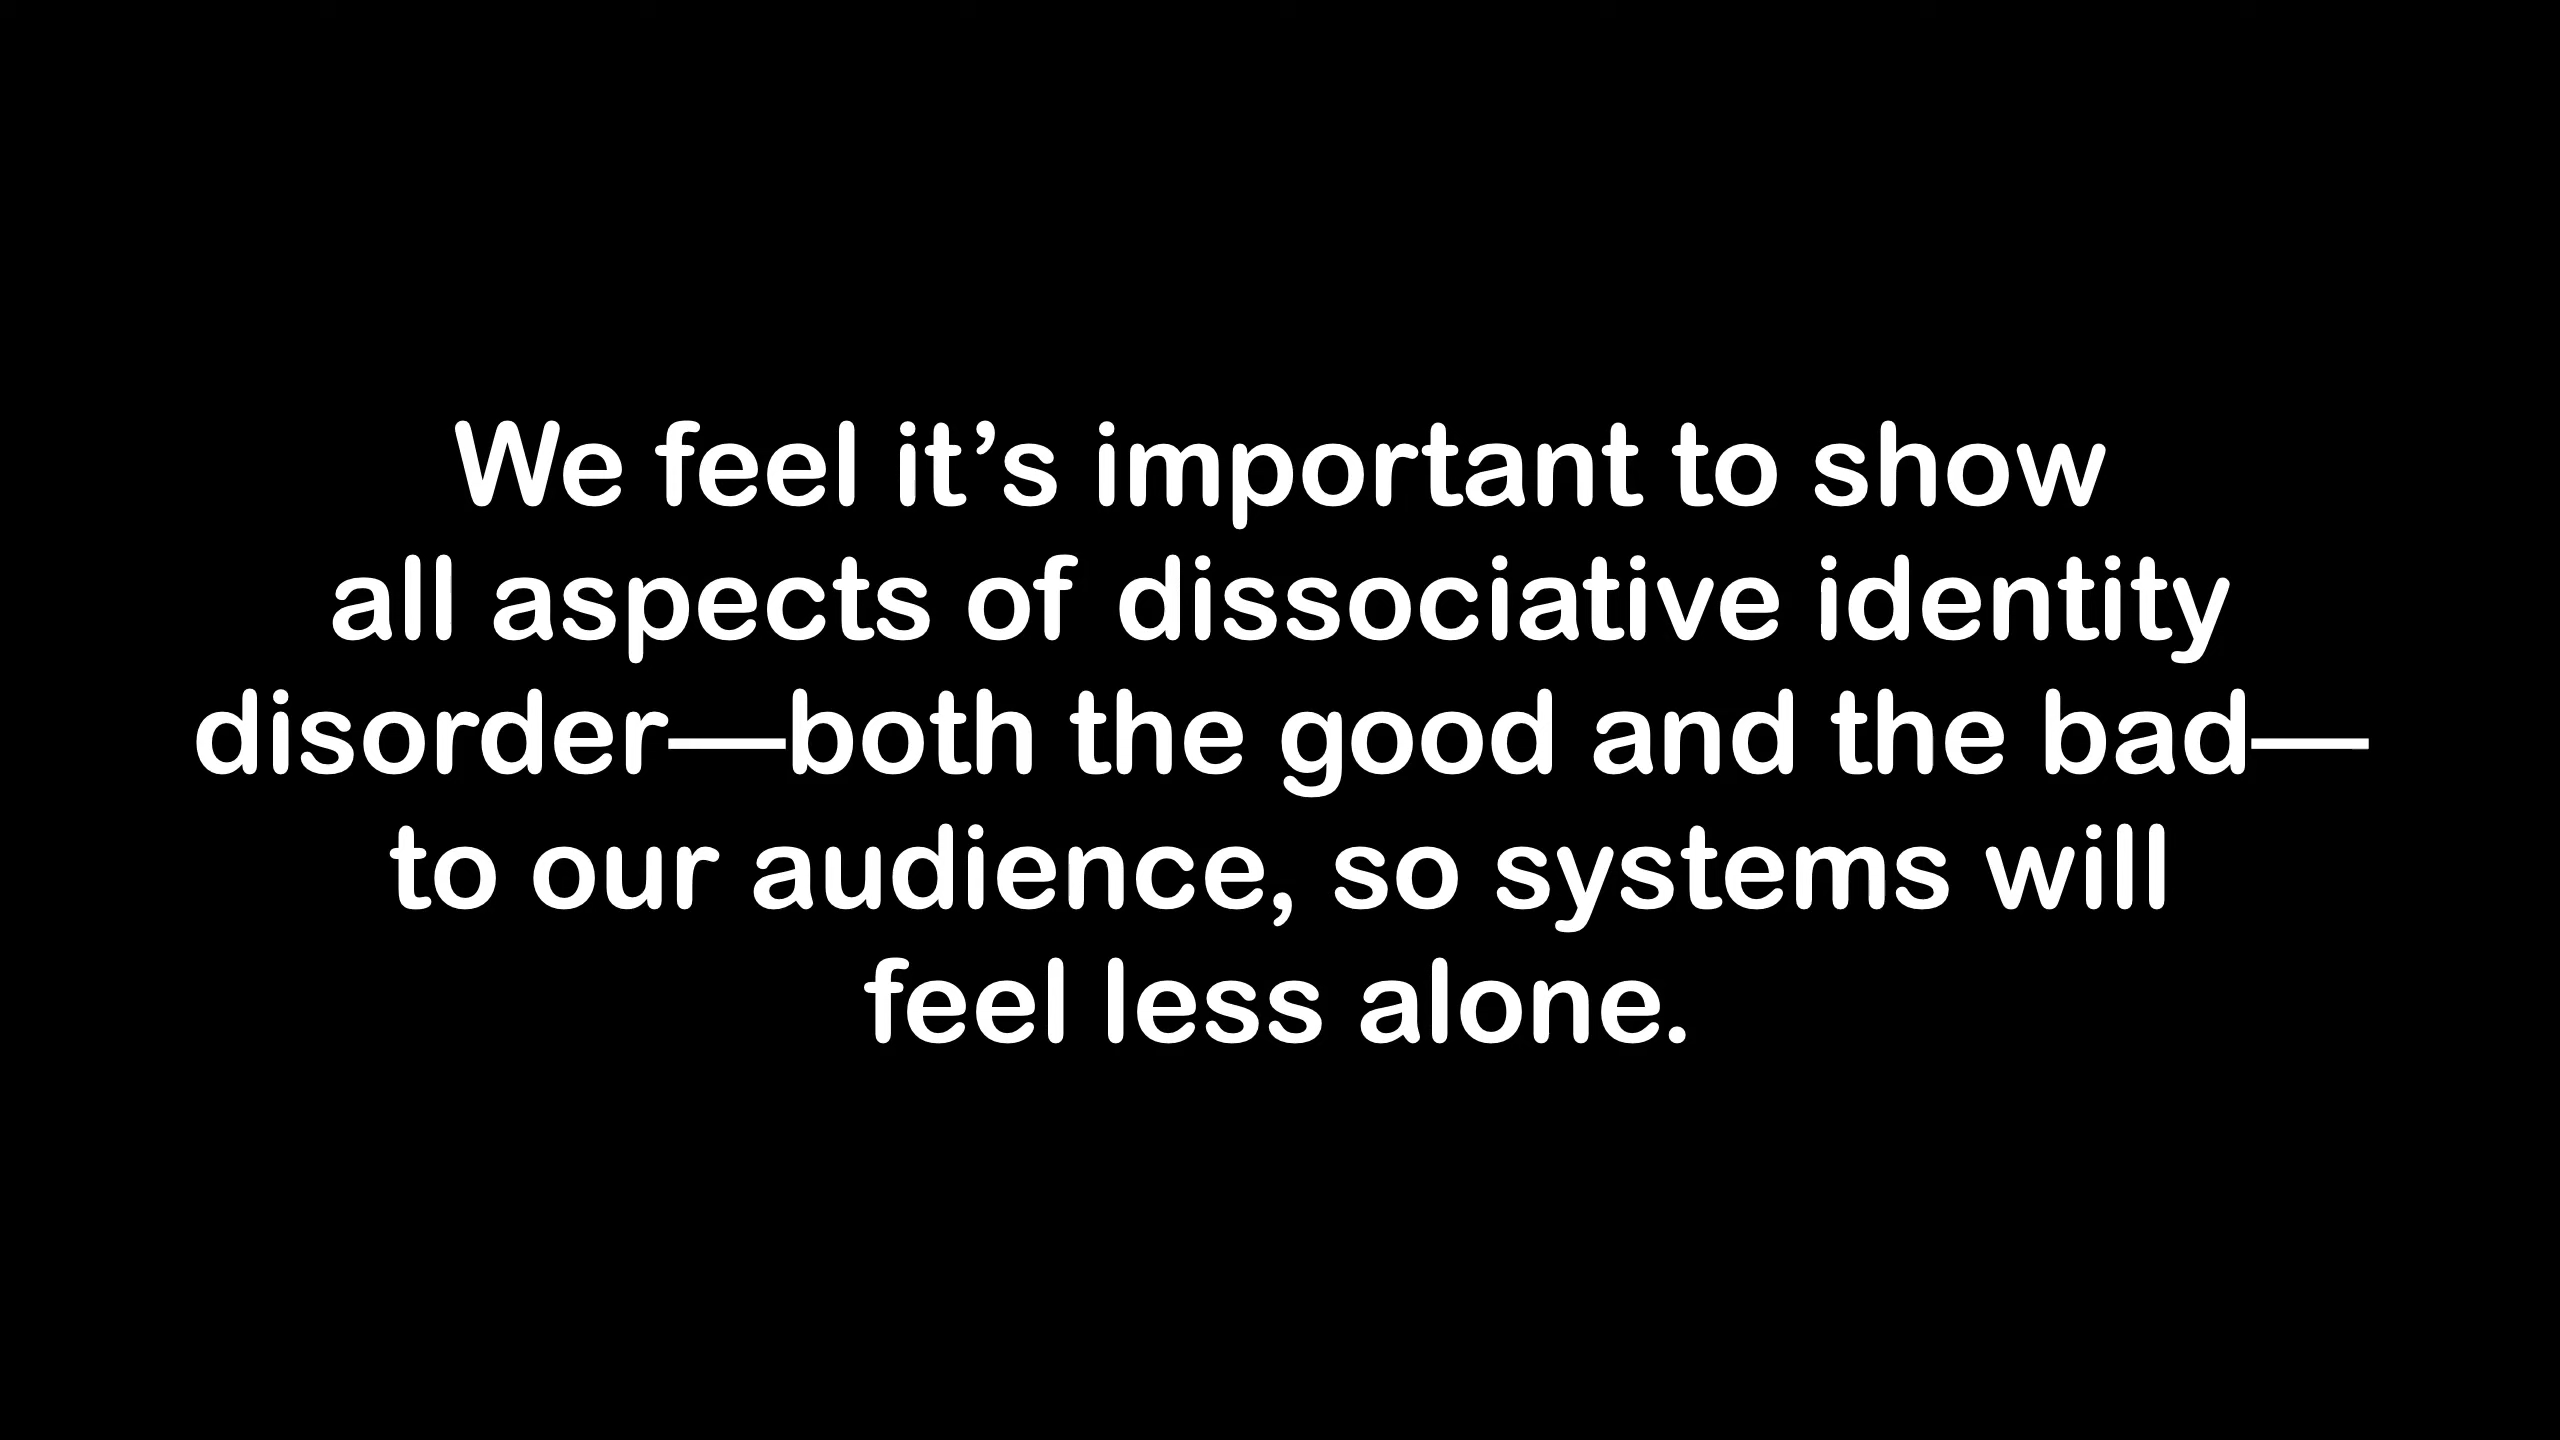 We feel it’s important to show
all aspects of dissociative identity
disorder—both the good and the bad—
to our audience, so systems will
feel less alone.